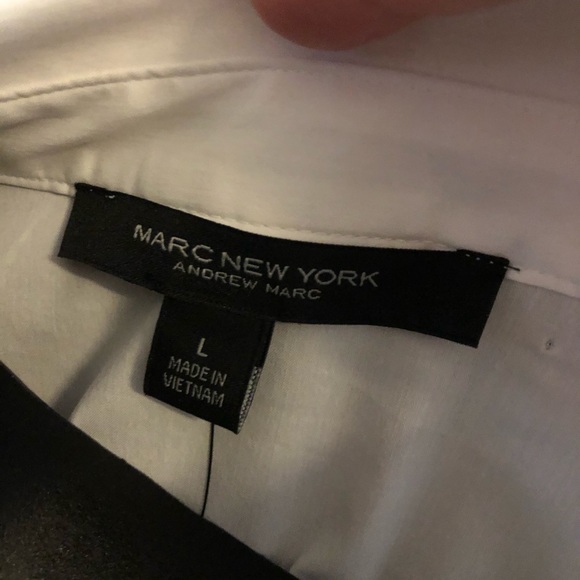 MARC NEW YORK
ANDREW MARC
L
MADE IN
VIETNAM